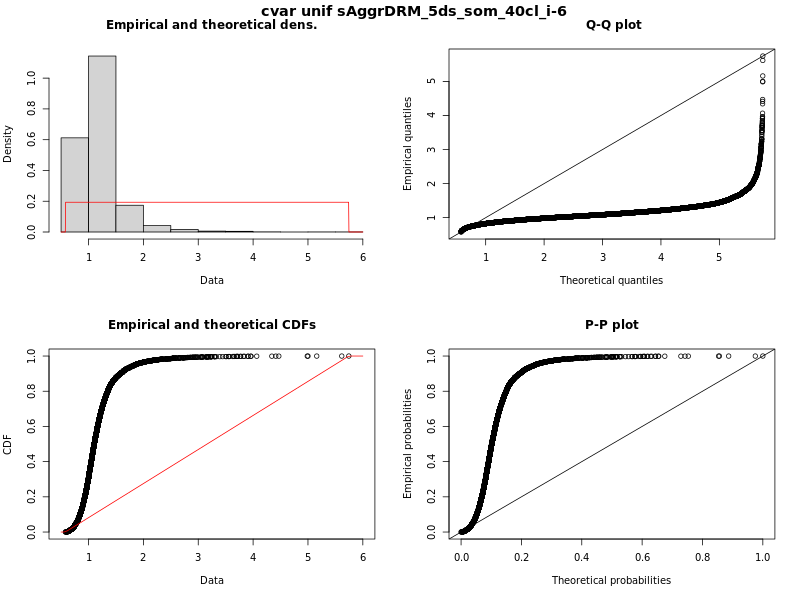 cvar unif sAggrDRM_5ds_som_40cl_i-6
Empirical and theoretical dens.
Density
0.0 0.2 0.4 0.6 0.8 1.0
1 2 3 4 5 6
Data
Q-Q plot
Empirical quantiles
1 2 3 4 5
1 2 3 4 5
Theoretical quantiles
Empirical and theoretical CDFs
CDF
0.0 0.2 0.4 0.6 0.8 1.0
1 2 3 4 5 6
Data
P-P plot
Empirical probabilities
0.0 0.2 0.4 0.6 0.8 1.0
0.0 0.2 0.4 0.6 0.8 1.0
Theoretical probabilities